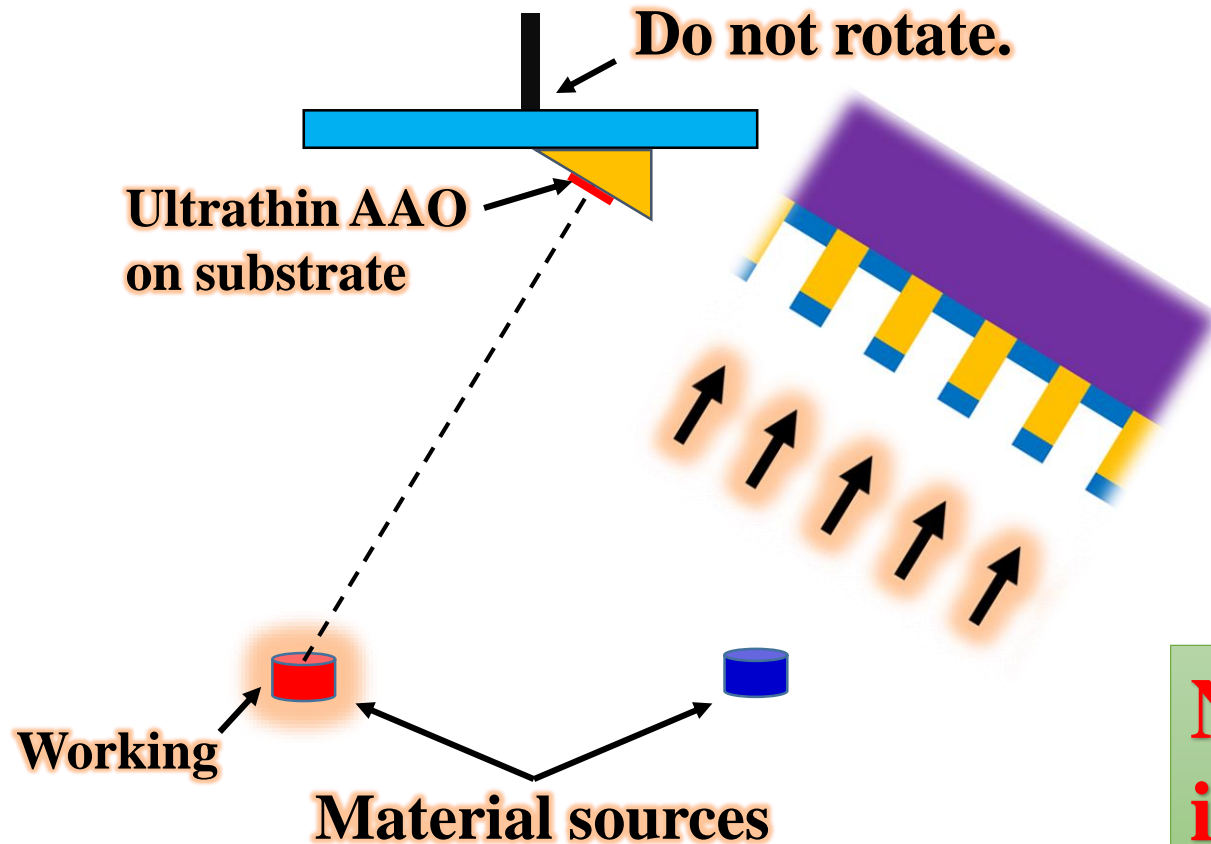 Do not rotate.
Ultrathin AAO
on substrate
Working
Material sources